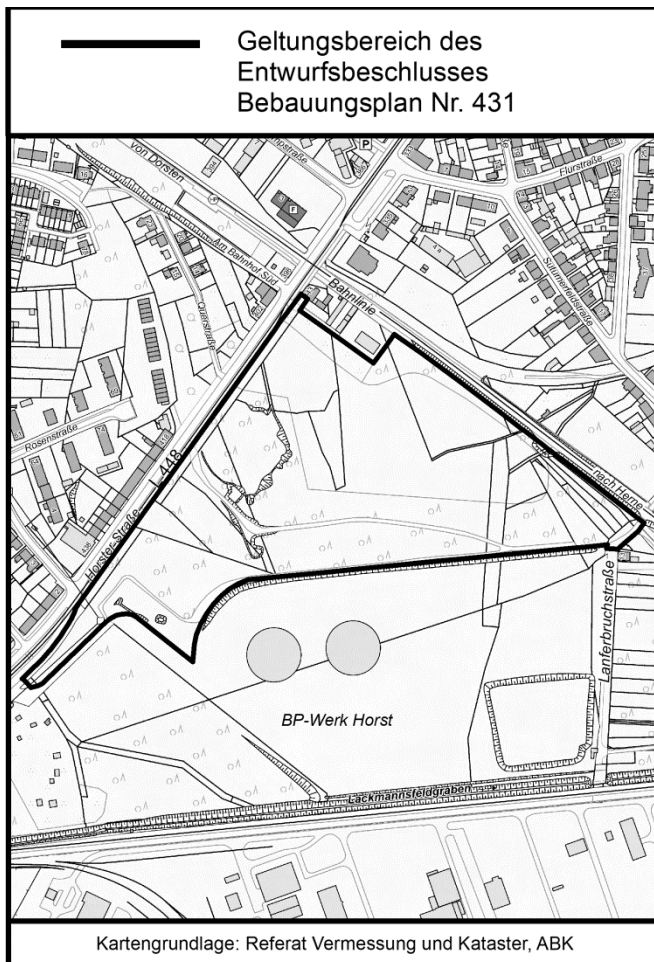 Geltungsbereich des
Entwurfsbeschlusses
Bebauungsplan Nr. 431
von Dorsten
P
Flurstraße
F
Am Bahnhof Süd
Bahnlinie
Quarstraße
Rosenstraße
L 448
Horster Straße
nach Herne
Lanferbruchstraße
BP-Werk Horst
Lackmannsfeldgraben
Kartengrundlage: Referat Vermessung und Kataster, ABK